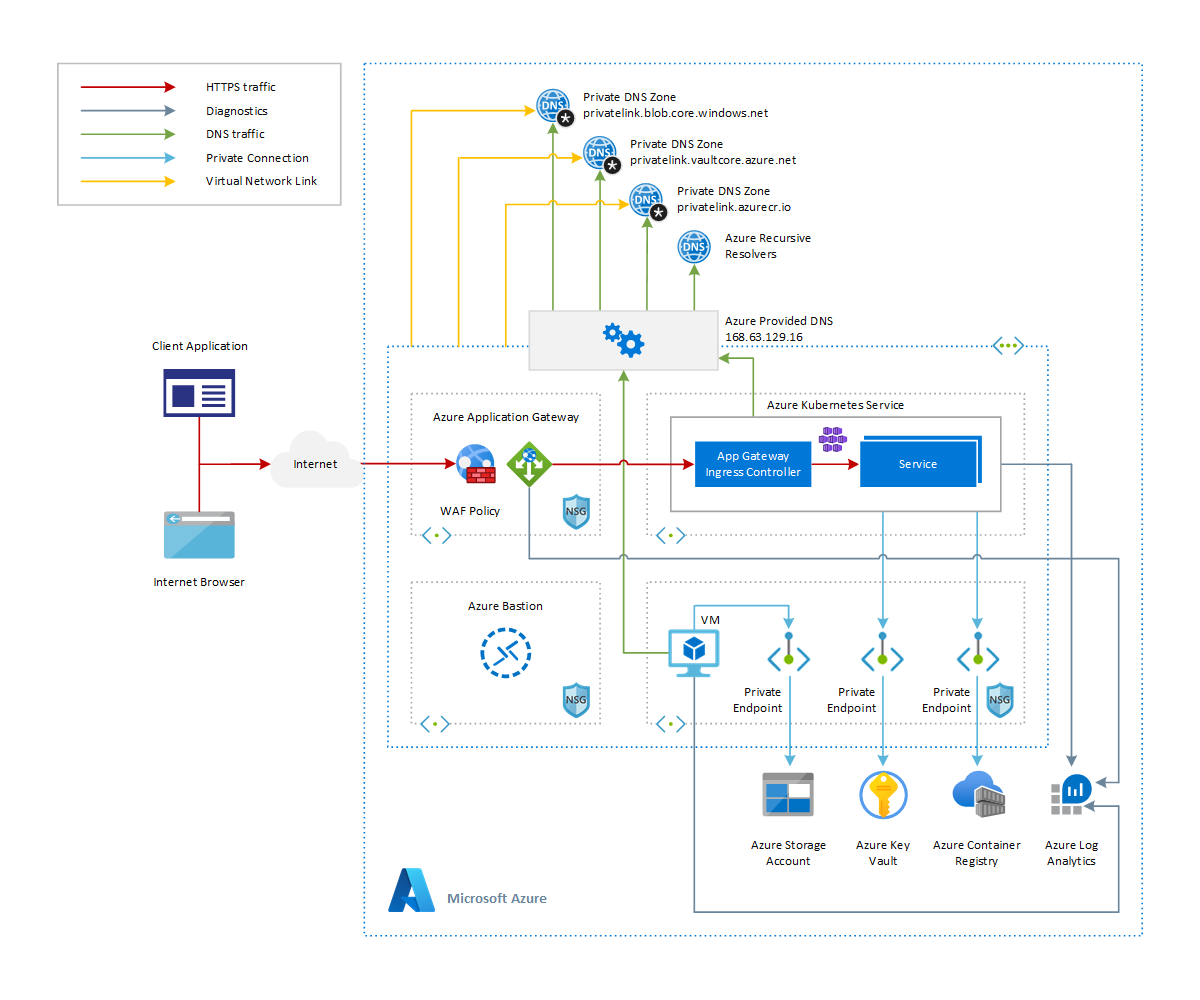 HTTPS traffic
Diagnostics
DNS traffic
Private Connection
Virtual Network Link
DNS
Private DNS Zone
privatelink.blob.core.windows.net
DNS
Private DNS Zone
privatelink.vaultcore.azure.net
DNS
Private DNS Zone
privatelink.azurecr.io
DNS
Azure Recursive
Resolvers
Azure Provided DNS
168.63.129.16
Client Application
Internet
Internet Browser
Azure Application Gateway
WAF Policy
NSG
Azure Kubernetes Service
App Gateway
Ingress Controller
Service
Azure Bastion
NSG
VM
Private
Endpoint
Private
Endpoint
Private
Endpoint
NSG
Azure Storage
Account
Azure Key
Vault
Azure Container
Registry
Azure Log
Analytics
Microsoft Azure